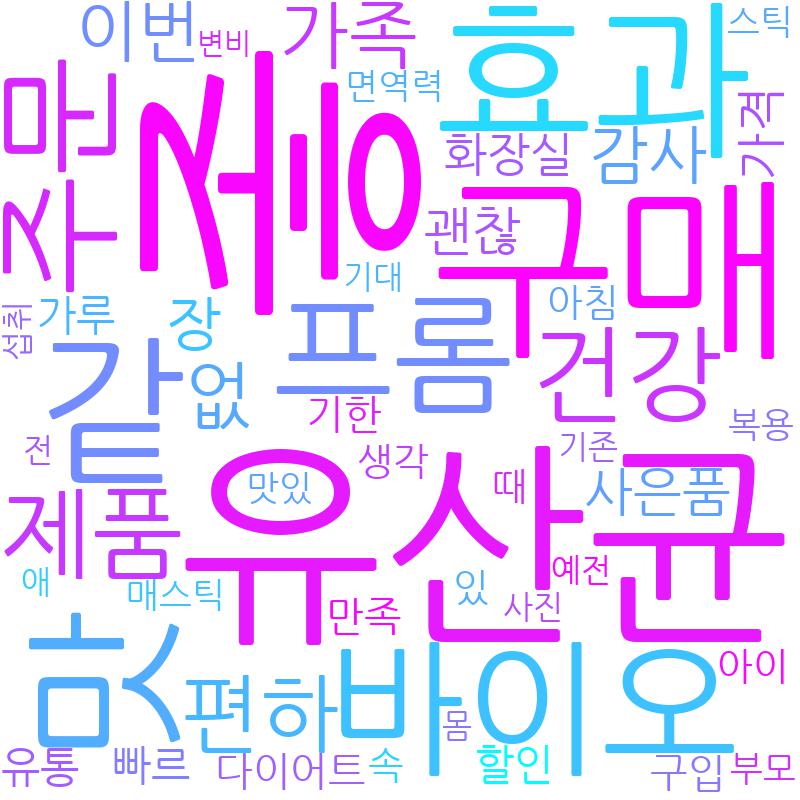 이번
변비
가족
효과
스틱
주문
좋
면역력
화장실
감사
가격
괜찮
구매
섭취
가루
장
기대
프롬
아침
건강
같
없
기한
복용
전
생각
기존
제품
맛있
유산균
때
사은품
애
매스틱
있
예전
사진
만족
맛
편하
바이오
아이
몸
유통
빠르
다이어트
속
할인
구입
부모